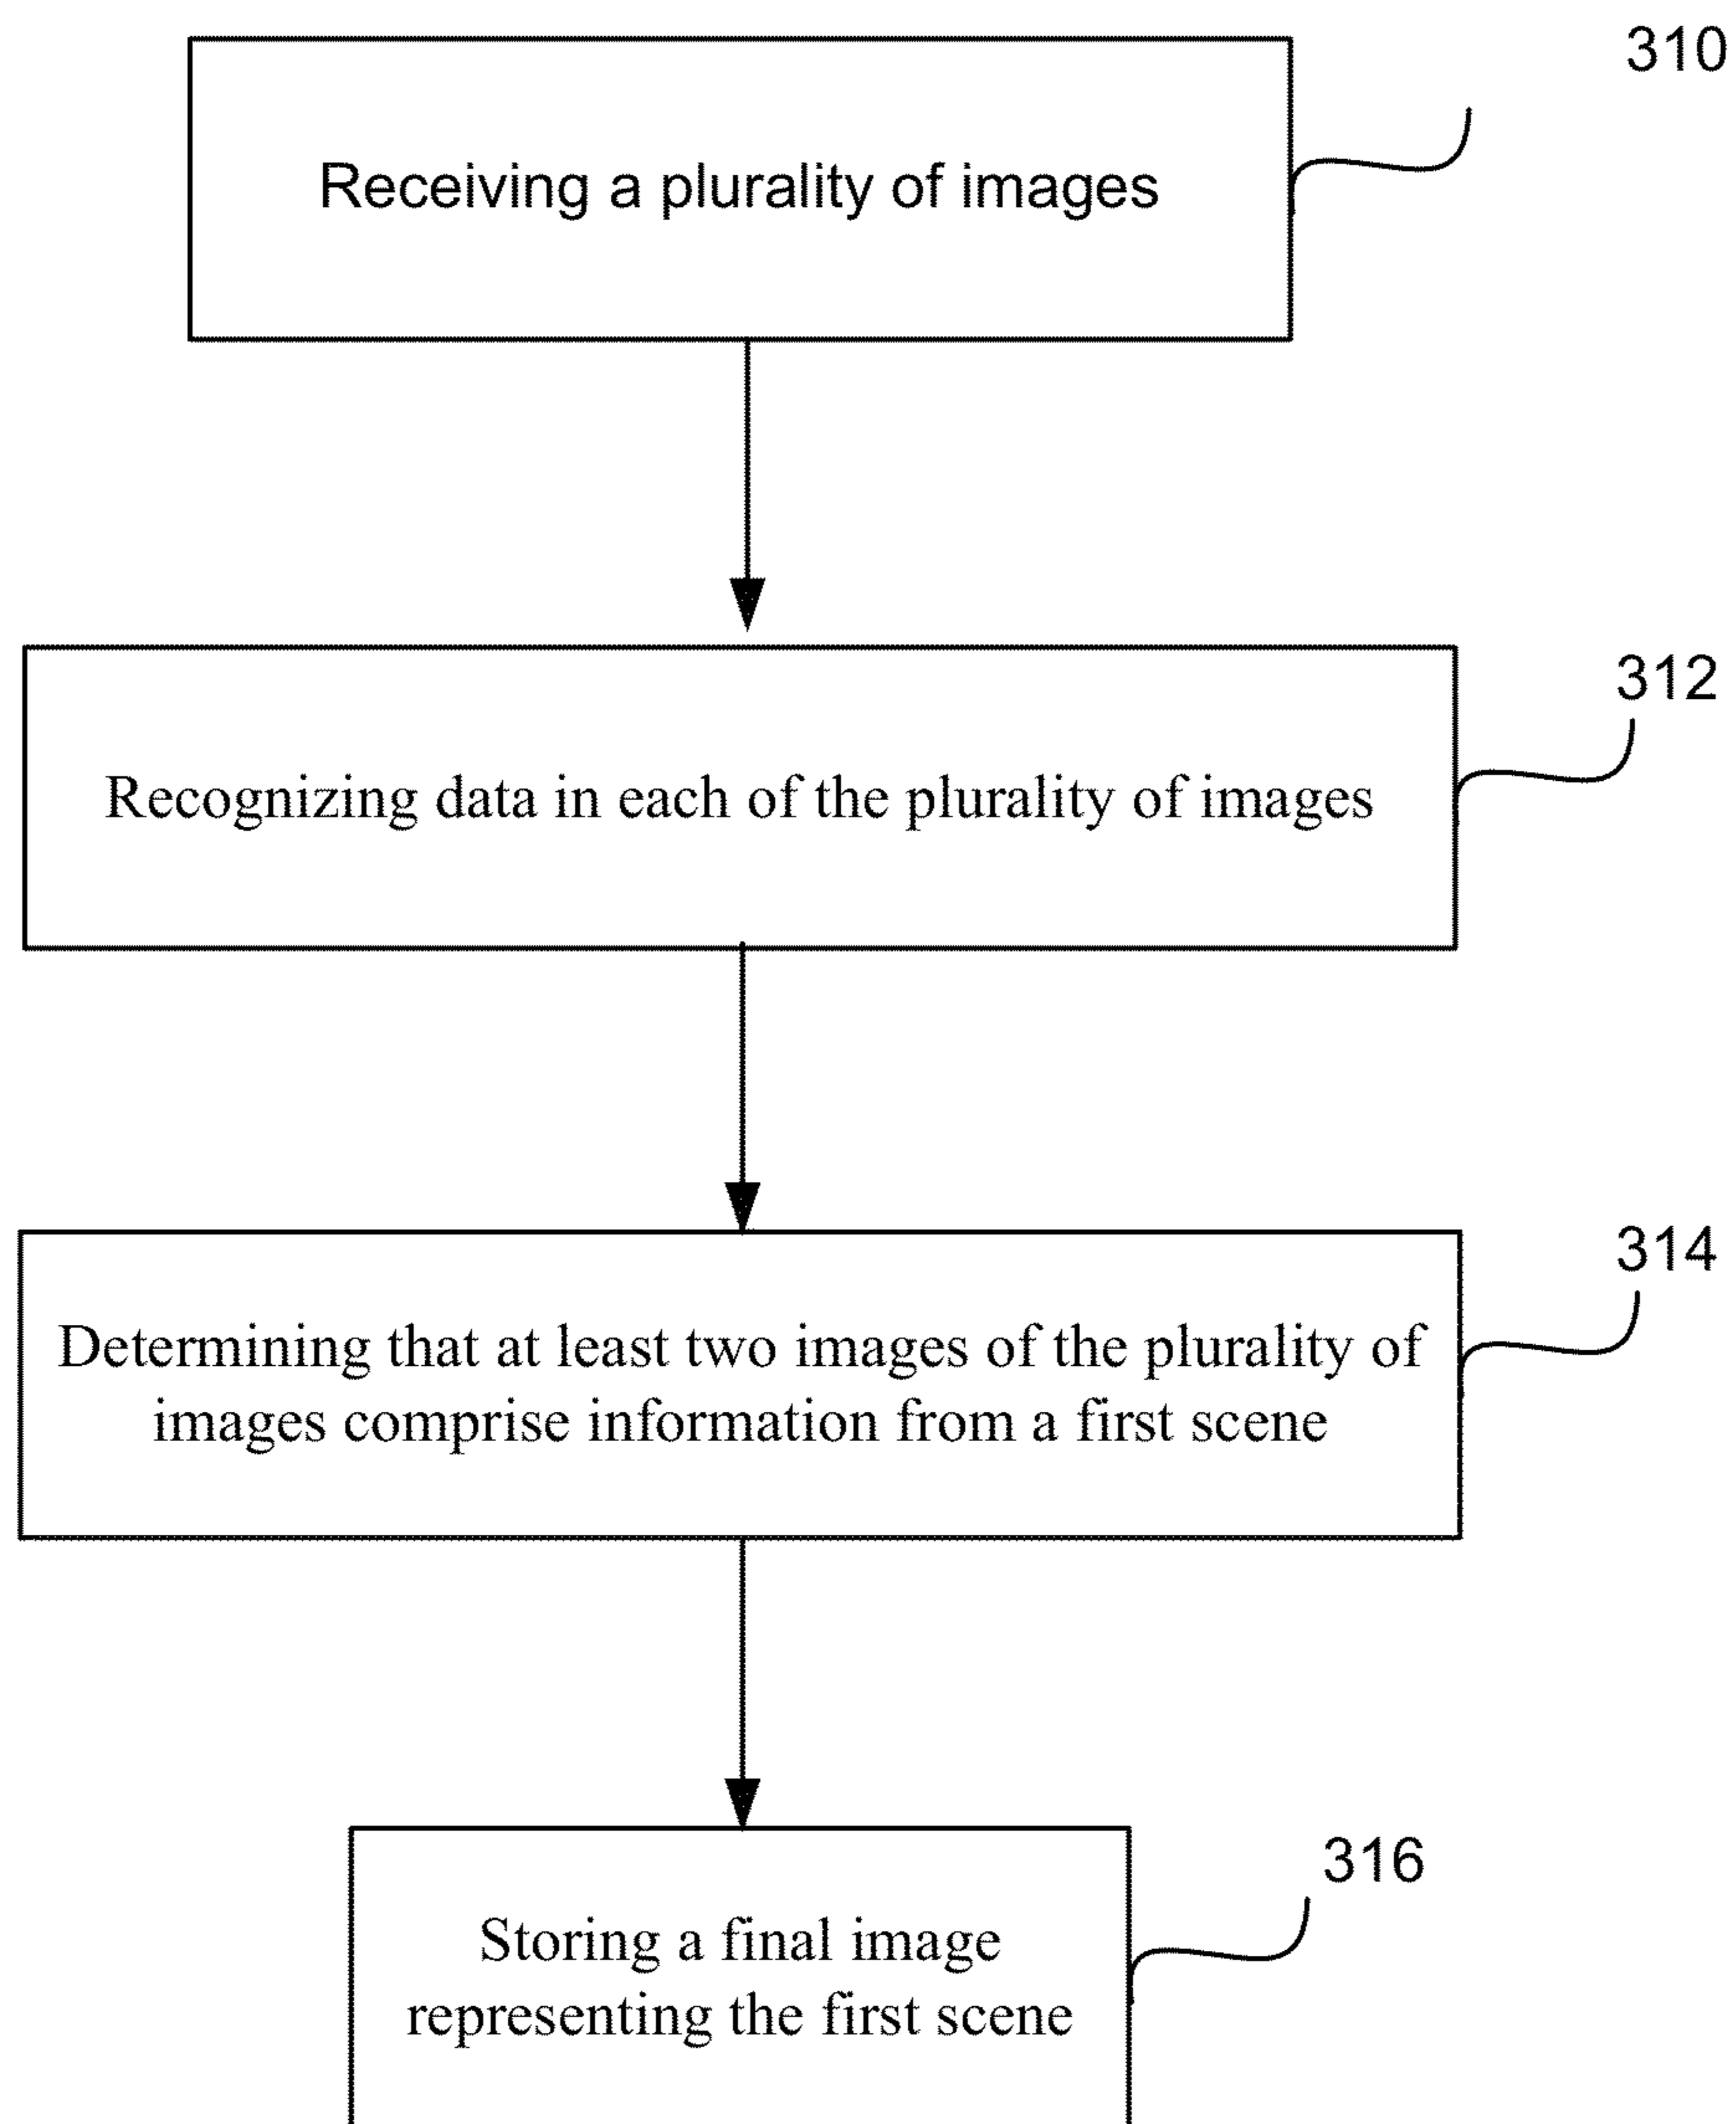 310
Receiving a plurality of images
312
Recognizing data in each of the plurality of images
314
Determining that at least two images of the plurality of
images comprise information from a first scene
316
Storing a final image
representing the first scene